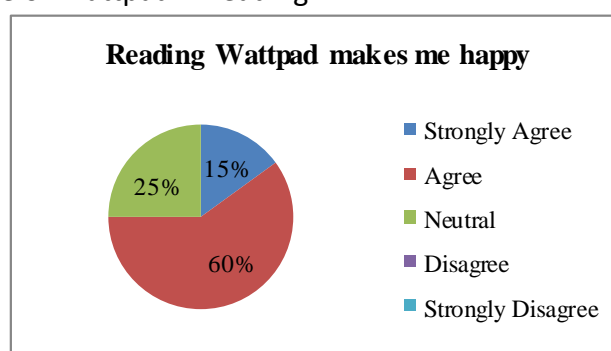 Reading Wattpad makes me happy
15%
25%
60%
Strongly Agree
Agree
Neutral
Disagree
Strongly Disagree